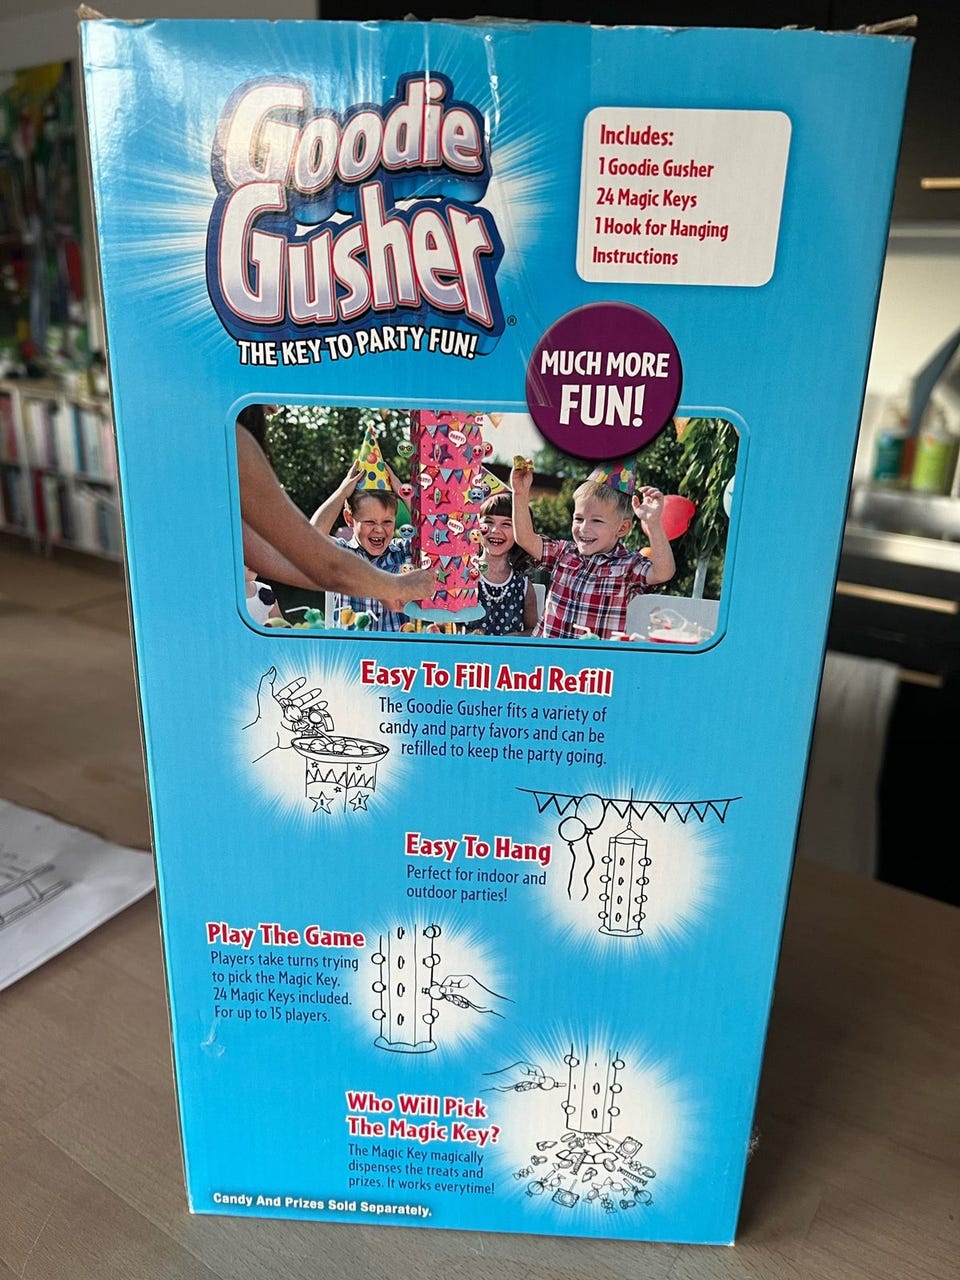 Goodie
Gusher®
THE KEY TO PARTY FUN!
Includes:
1 Goodie Gusher
24 Magic Keys
1 Hook for Hanging
Instructions
MUCH MORE
FUN!
PARTY!
PARTY!
PARTY!
Easy To Fill And Refill
The Goodie Gusher fits a variety of
candy and party favors and can be
refilled to keep the party going.
Easy To Hang
Perfect for indoor and
outdoor parties!
Play The Game
Players take turns trying
to pick the Magic Key.
24 Magic Keys included.
For up to 15 players.
Who Will Pick
The Magic Key?
The Magic Key magically
dispenses the treats and
prizes. It works everytime!
Candy And Prizes Sold Separately.